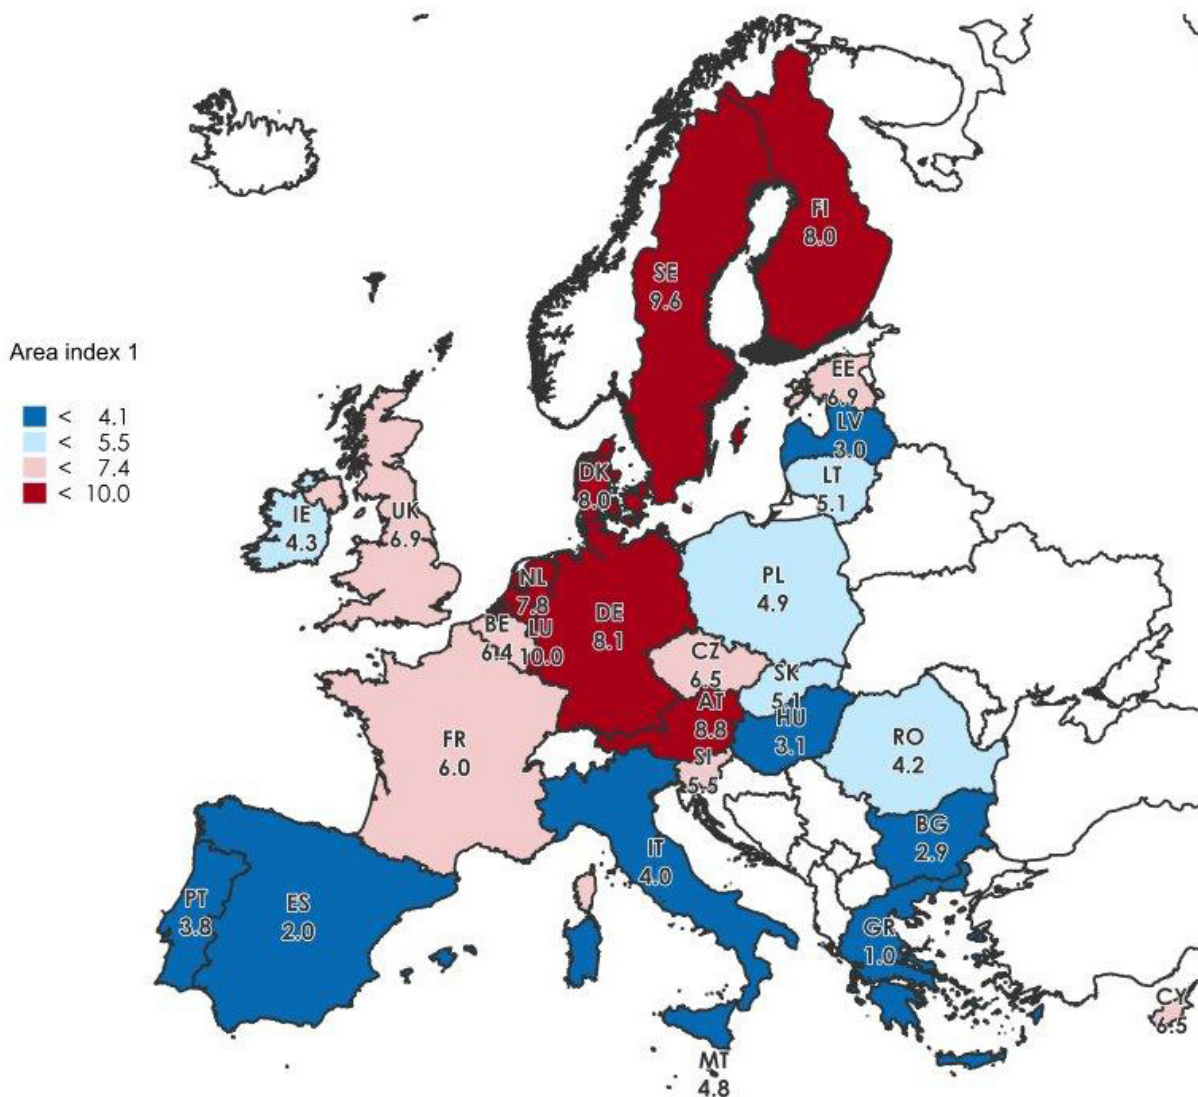 Area index 1
< 4.1
< 5.5
< 7.4
< 10.0
FI
8.0
SE
9.6
EE
6.9
LV
3.0
LT
5.1
DK
8.0
IE
4.3
UK
6.9
NL
7.8
BE
6.4
LU
10.0
DE
8.1
PL
4.9
CZ
6.5
SK
5.1
AT
8.8
HU
3.1
SI
5.5
FR
6.0
RO
4.2
BG
2.9
IT
4.0
PT
3.8
ES
2.0
GR
1.0
CY
6.5
MT
4.8